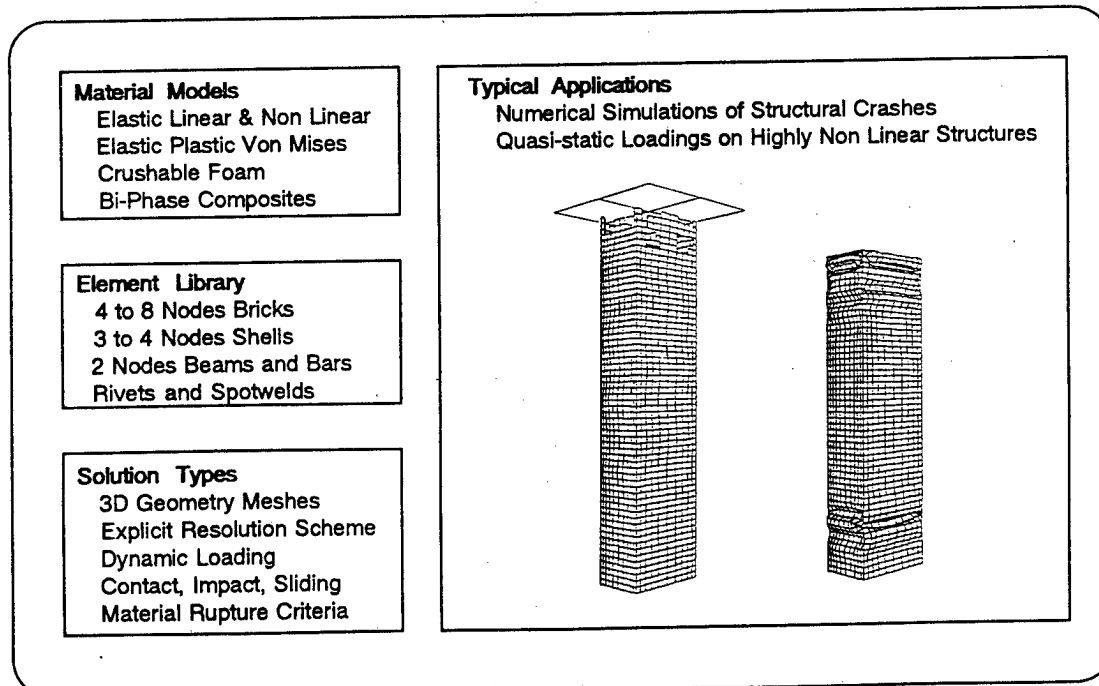 Material Models
Elastic Linear & Non Linear
Elastic Plastic Von Mises
Crushable Foam
Bi-Phase Composites
Element Library
4 to 8 Nodes Bricks
3 to 4 Nodes Shells
2 Nodes Beams and Bars
Rivets and Spotwelds
Solution Types
3D Geometry Meshes
Explicit Resolution Scheme
Dynamic Loading
Contact, Impact, Sliding
Material Rupture Criteria
Typical Applications
Numerical Simulations of Structural Crashes
Quasi-static Loadings on Highly Non Linear Structures